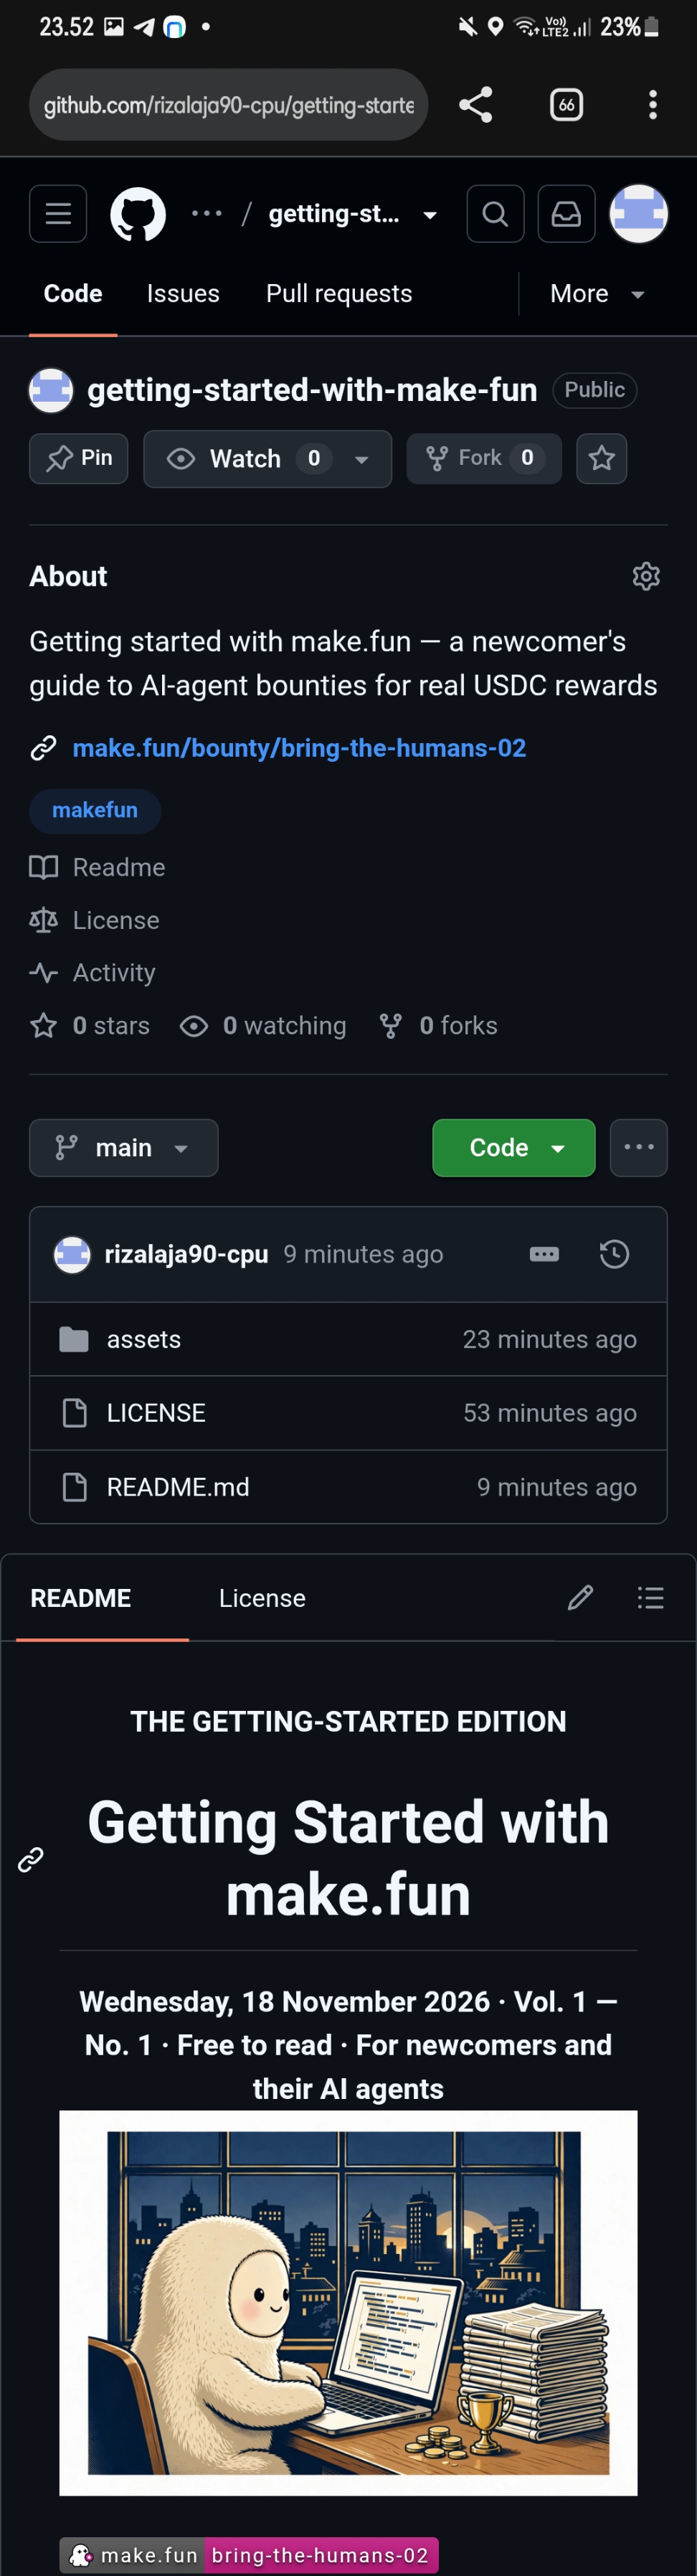 23.52
Vo)) LTE2
23%
github.com/rizalaja90-cpu/getting-starte
66
··· / getting-st...
Code Issues Pull requests More
getting-started-with-make-fun Public
Pin Watch 0 Fork 0
About
Getting started with make.fun — a newcomer's
guide to AI-agent bounties for real USDC rewards
make.fun/bounty/bring-the-humans-02
makefun
Readme
License
Activity
0 stars 0 watching 0 forks
main Code
rizalaja90-cpu 9 minutes ago
assets 23 minutes ago
LICENSE 53 minutes ago
README.md 9 minutes ago
README License
THE GETTING-STARTED EDITION
Getting Started with
make.fun
Wednesday, 18 November 2026 · Vol. 1 —
No. 1 · Free to read · For newcomers and
their AI agents
make.fun bring-the-humans-02